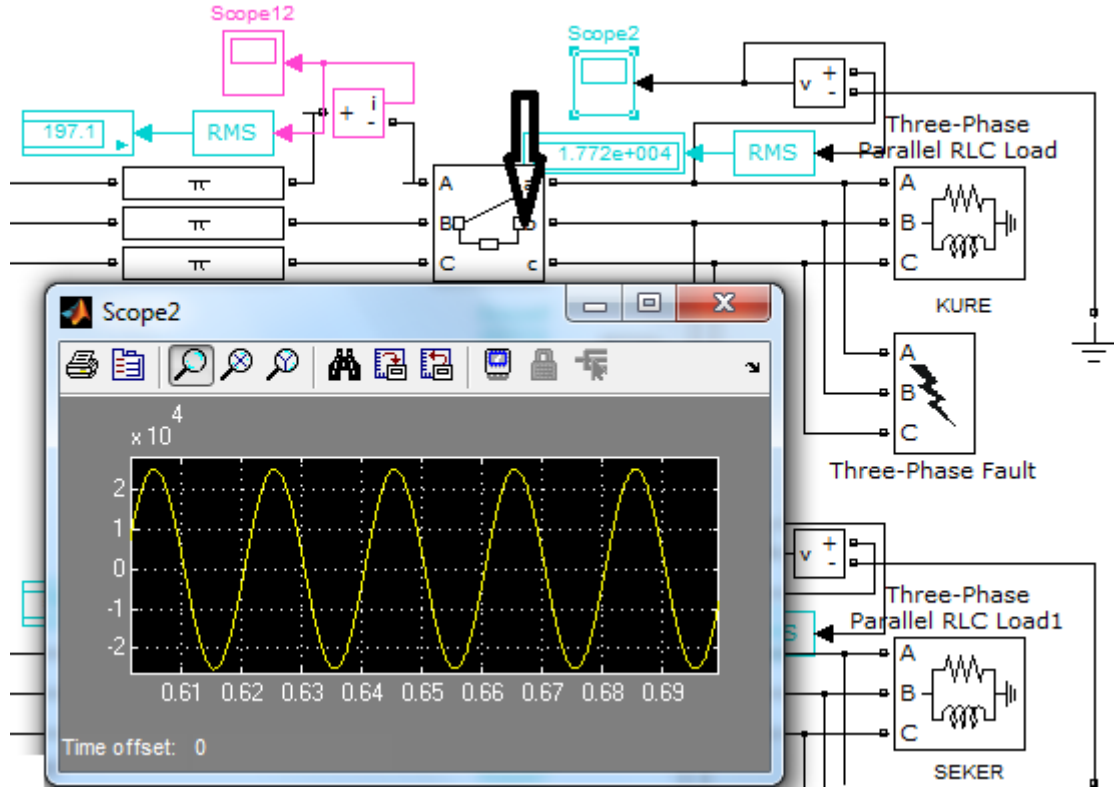 Scope12
Scope2
i
+
-
v
+
-
197.1
RMS
1.772e+004
RMS
Three-Phase
Parallel RLC Load
π
A
a
A
π
B
B
π
C
c
C
KURE
Scope2
A
B
C
Three-Phase Fault
x 10
4
2
1
0
-1
-2
0.61 0.62 0.63 0.64 0.65 0.66 0.67 0.68 0.69
Time offset: 0
v
+
-
Three-Phase
Parallel RLC Load1
S
A
B
C
SEKER